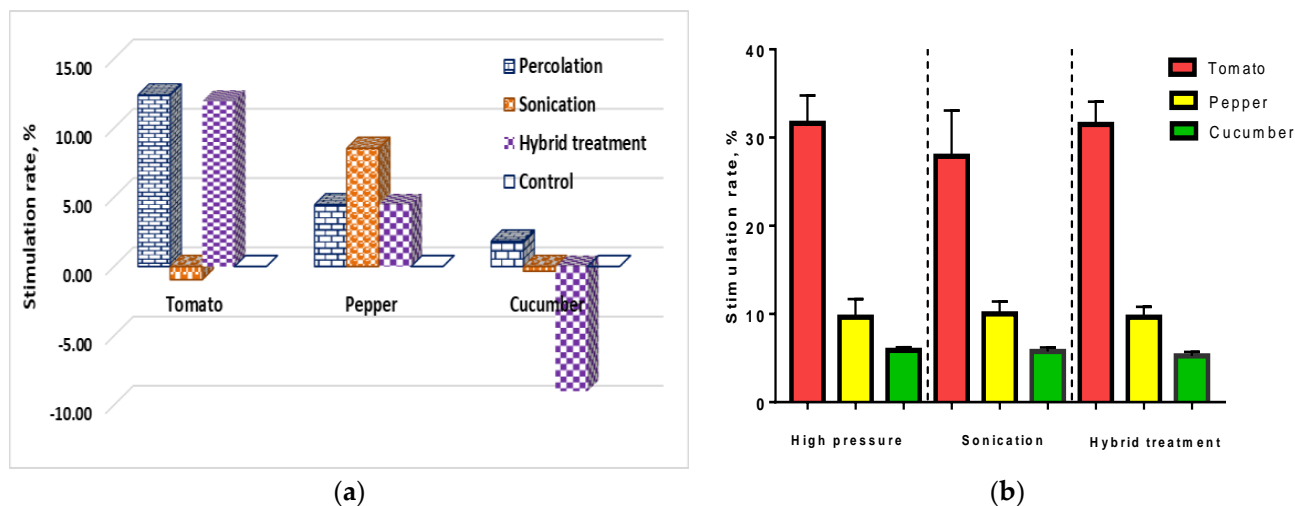 15.00
10.00
5.00
0.00
-5.00
-10.00
Stimulation rate, %
Percolation
Sonication
Hybrid treatment
Control
Tomato Pepper Cucumber
(a)
40
30
20
10
0
Stimulation rate, %
Tomato
Pepper
Cucumber
High pressure Sonication Hybrid treatment
(b)